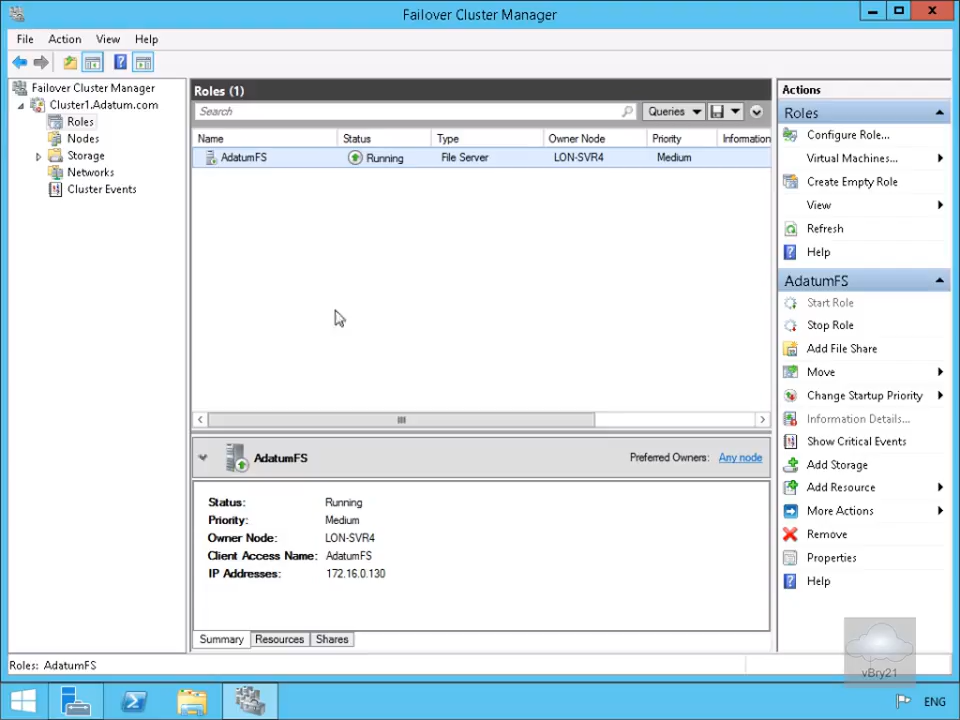 Failover Cluster Manager
File Action View Help
Failover Cluster Manager
Cluster1.Adatum.com
Roles
Nodes
Storage
Networks
Cluster Events
Roles (1)
Search
Queries
Name Status Type Owner Node Priority Information
AdatumFS Running File Server LON-SVR4 Medium
AdatumFS Preferred Owners: Any node
Status: Running
Priority: Medium
Owner Node: LON-SVR4
Client Access Name: AdatumFS
IP Addresses: 172.16.0.130
Summary Resources Shares
Actions
Roles
Configure Role...
Virtual Machines...
Create Empty Role
View
Refresh
Help
AdatumFS
Start Role
Stop Role
Add File Share
Move
Change Startup Priority
Information Details...
Show Critical Events
Add Storage
Add Resource
More Actions
Remove
Properties
Help
Roles: AdatumFS
vBry21
ENG